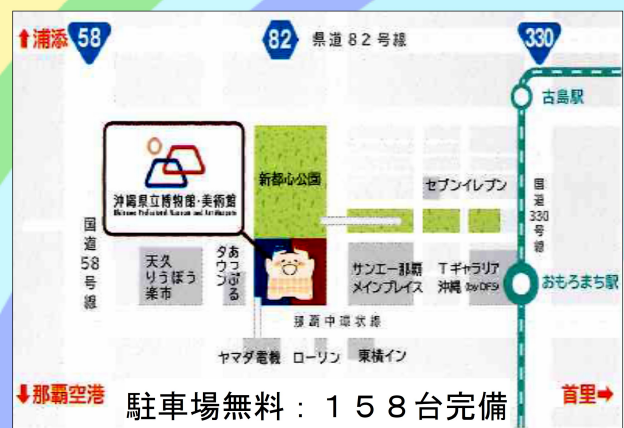 ↑浦添
58
82
県道82号線
330
古島駅
沖縄県立博物館・美術館
新都心公園
セブンイレブン
国道330号線
国道58号線
天久
りうぼう
楽市
あっぷる
タウン
サンエー那覇
メインプレイス
Tギャラリア
沖縄 (by DFS)
おもろまち駅
那覇中環状線
ヤマダ電機
ローリン
東横イン
↓那覇空港
駐車場無料：１５８台完備
首里→